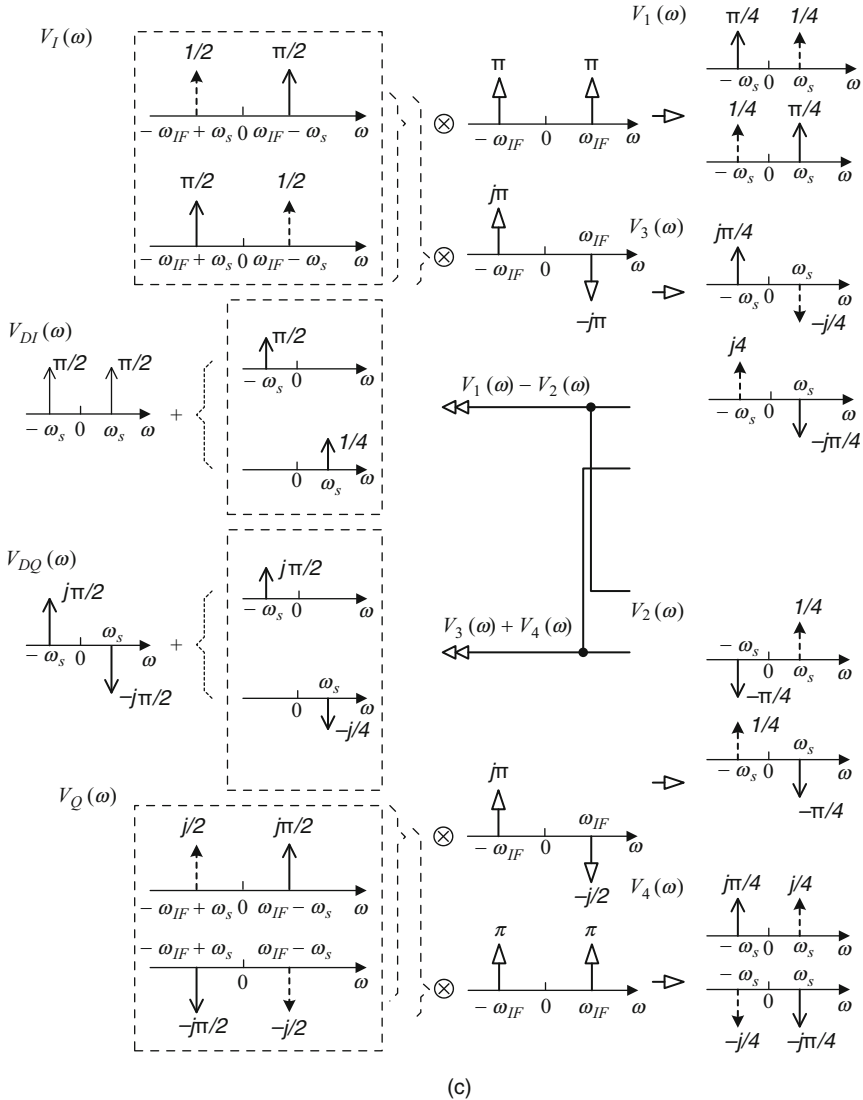 V_I(ω)
1/2 π/2
− ω_IF + ω_s 0 ω_IF − ω_s ω
π/2 1/2
− ω_IF + ω_s 0 ω_IF − ω_s ω
⊗
π π
− ω_IF 0 ω_IF ω
V_1(ω)
π/4 1/4
− ω_s 0 ω_s ω
1/4 π/4
− ω_s 0 ω_s ω
⊗
jπ ω_IF
− ω_IF 0 ω
−jπ
V_3(ω)
jπ/4 ω_s
− ω_s 0 ω
−j/4
j4 ω_s
− ω_s 0 ω
−jπ/4
V_DI(ω)
π/2 π/2
− ω_s 0 ω_s ω
+
π/2
− ω_s 0 ω
1/4
0 ω_s ω
V_1(ω) − V_2(ω)
V_DQ(ω)
jπ/2 ω_s
− ω_s 0 ω
−jπ/2
+
jπ/2
− ω_s 0 ω
ω_s
0 ω
−j/4
V_3(ω) + V_4(ω)
V_2(ω)
1/4
− ω_s 0 ω_s ω
−π/4
1/4 ω_s
− ω_s 0 ω
−π/4
V_Q(ω)
j/2 jπ/2
− ω_IF + ω_s 0 ω_IF − ω_s ω
− ω_IF + ω_s ω_IF − ω_s
0 ω
−jπ/2 −j/2
⊗
jπ ω_IF
− ω_IF 0 ω
−j/2
⊗
π π
− ω_IF 0 ω_IF ω
V_4(ω)
jπ/4 j/4
− ω_s 0 ω_s ω
− ω_s ω_s
0 ω
−j/4 −jπ/4
(c)